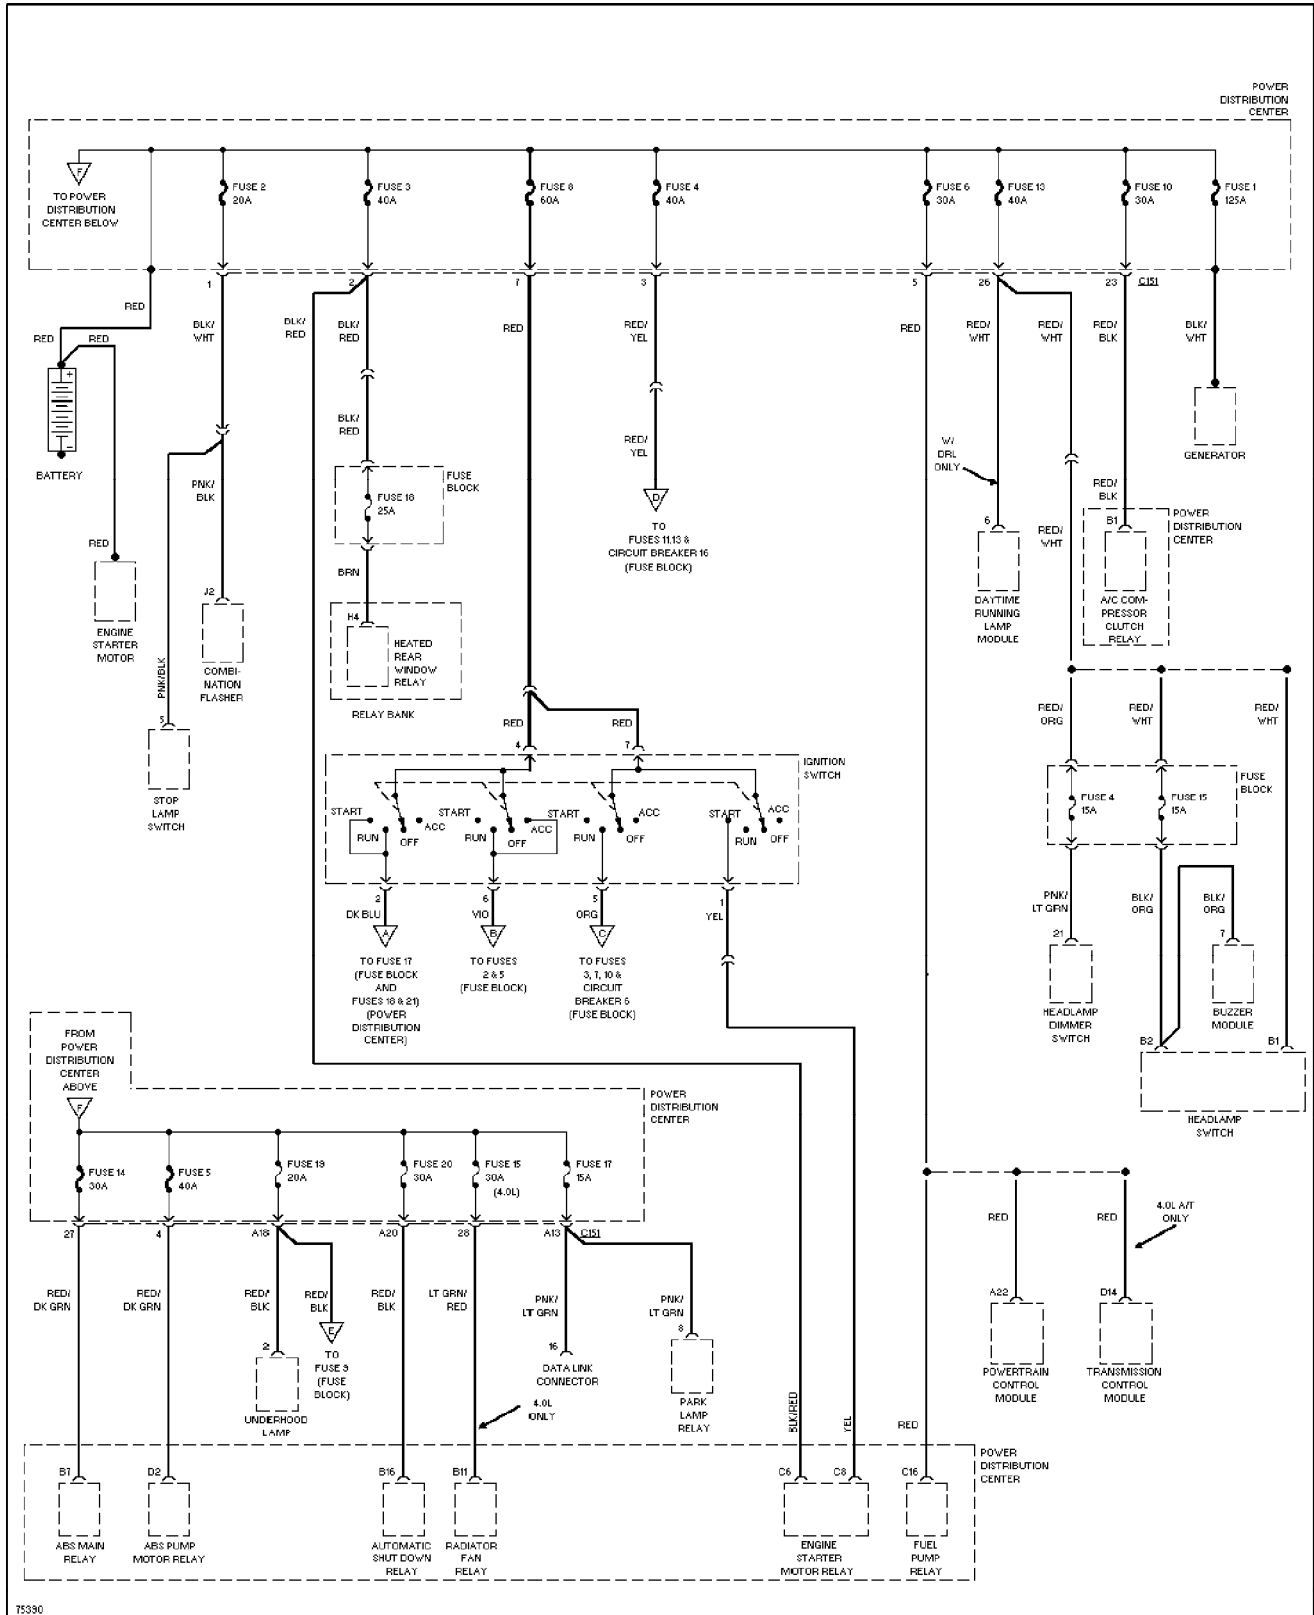 POWER
DISTRIBUTION
CENTER
F
TO POWER
DISTRIBUTION
CENTER BELOW
FUSE 2
20A
FUSE 3
40A
FUSE 8
60A
FUSE 4
40A
FUSE 6
30A
FUSE 13
40A
FUSE 10
30A
FUSE 1
125A
1
2
7
3
5
26
23
C151
RED
RED
RED
BLK/
WHT
BLK/
RED
BLK/
RED
RED
RED/
YEL
RED
RED/
WHT
RED/
WHT
RED/
BLK
BLK/
WHT
+
-
BATTERY
RED
ENGINE
STARTER
MOTOR
PNK/
BLK
PNK/BLK
J2
COMBI-
NATION
FLASHER
5
STOP
LAMP
SWITCH
BLK/
RED
FUSE
BLOCK
FUSE 18
25A
BRN
H4
HEATED
REAR
WINDOW
RELAY
RELAY BANK
RED/
YEL
D
TO
FUSES 11,13 &
CIRCUIT BREAKER 16
(FUSE BLOCK)
W/
DRL
ONLY
6
DAYTIME
RUNNING
LAMP
MODULE
RED/
WHT
RED/
BLK
B1
POWER
DISTRIBUTION
CENTER
A/C COM-
PRESSOR
CLUTCH
RELAY
GENERATOR
RED
RED
4
7
IGNITION
SWITCH
START
RUN
OFF
ACC
START
RUN
OFF
ACC
START
RUN
OFF
ACC
START
RUN
OFF
ACC
2
6
5
1
DK BLU
VIO
ORG
YEL
A
B
C
TO FUSE 17
(FUSE BLOCK
AND
FUSES 18 & 21)
(POWER
DISTRIBUTION
CENTER)
TO FUSES
2 & 5
(FUSE BLOCK)
TO FUSES
3, 7, 10 &
CIRCUIT
BREAKER 6
(FUSE BLOCK)
RED/
ORG
RED/
WHT
RED/
WHT
FUSE
BLOCK
FUSE 4
15A
FUSE 15
15A
PNK/
LT GRN
BLK/
ORG
BLK/
ORG
21
7
HEADLAMP
DIMMER
SWITCH
BUZZER
MODULE
B2
B1
HEADLAMP
SWITCH
FROM
POWER
DISTRIBUTION
CENTER
ABOVE
F
POWER
DISTRIBUTION
CENTER
FUSE 14
30A
FUSE 5
40A
FUSE 19
20A
FUSE 20
30A
FUSE 15
30A
(4.0L)
FUSE 17
15A
27
4
A18
A20
28
A13
C151
RED/
DK GRN
RED/
DK GRN
RED/
BLK
RED/
BLK
RED/
BLK
LT GRN/
RED
PNK/
LT GRN
PNK/
LT GRN
E
TO
FUSE 9
(FUSE
BLOCK)
2
UNDERHOOD
LAMP
16
DATA LINK
CONNECTOR
8
PARK
LAMP
RELAY
4.0L
ONLY
RED
RED
4.0L A/T
ONLY
A22
D14
POWERTRAIN
CONTROL
MODULE
TRANSMISSION
CONTROL
MODULE
BLK/RED
YEL
RED
POWER
DISTRIBUTION
CENTER
B7
D2
B16
B11
C6
C8
C16
ABS MAIN
RELAY
ABS PUMP
MOTOR RELAY
AUTOMATIC
SHUT DOWN
RELAY
RADIATOR
FAN
RELAY
ENGINE
STARTER
MOTOR RELAY
FUEL
PUMP
RELAY
75390